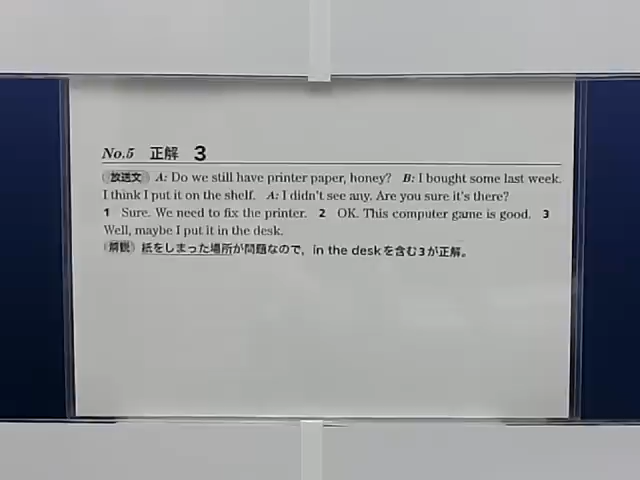 No.5 正解 3
放送文 A: Do we still have printer paper, honey? B: I bought some last week.
I think I put it on the shelf. A: I didn't see any. Are you sure it's there?
1 Sure. We need to fix the printer. 2 OK. This computer game is good. 3
Well, maybe I put it in the desk.
解説 紙をしまった場所が問題なので，in the deskを含む3が正解。